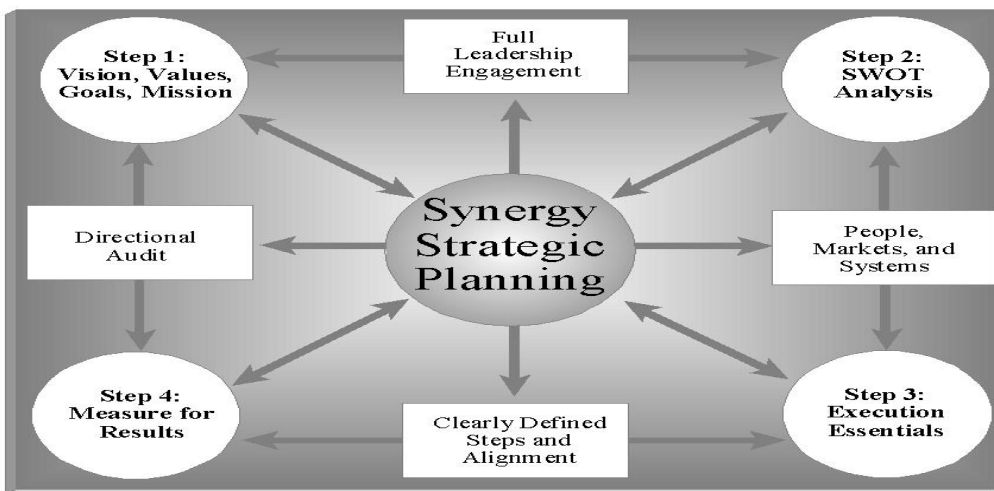 Step 1:
Vision, Values,
Goals, Mission
Full
Leadership
Engagement
Step 2:
SWOT
Analysis
Directional
Audit
Synergy
Strategic
Planning
People,
Markets, and
Systems
Step 4:
Measure for
Results
Clearly Defined
Steps and
Alignment
Step 3:
Execution
Essentials